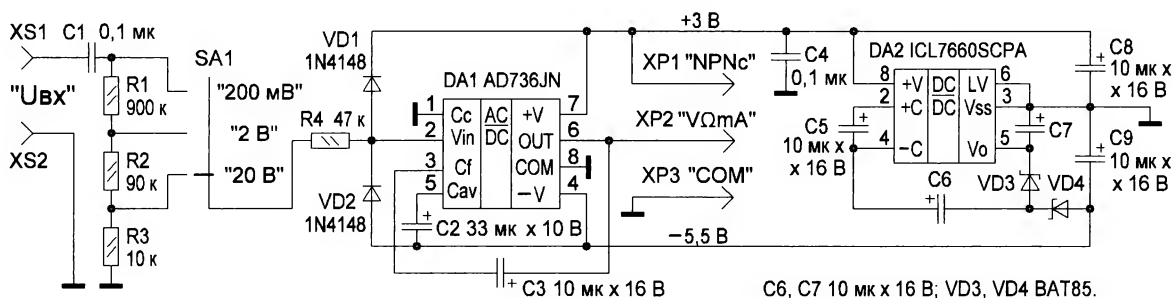 XS1
C1 0,1 мк
"Uвх"
XS2
R1
900 к
R2
90 к
R3
10 к
SA1
"200 мВ"
"2 В"
"20 В"
R4 47 к
VD1
1N4148
VD2
1N4148
DA1 AD736JN
1 Cc AC +V 7
2 Vin DC OUT 6
3 Cf COM 8
5 Cav −V 4
C2 33 мк х 10 В
C3 10 мк х 16 В
+3 В
−5,5 В
XP1 "NPNc"
XP2 "VΩmA"
XP3 "COM"
C4
0,1 мк
DA2 ICL7660SCPA
8 +V DC LV 6
2 +C DC Vss 3
4 −C Vo 5
C5
10 мк х
х 16 В
C6
C7
VD3
VD4
C8
10 мк х
х 16 В
C9
10 мк х
х 16 В
C6, C7 10 мк х 16 В; VD3, VD4 BAT85.